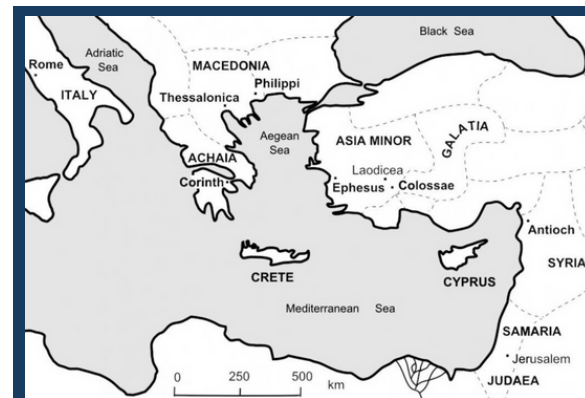 Black Sea
Adriatic
Sea
Rome
MACEDONIA
Philippi
ITALY
Thessalonica
Aegean
Sea
ASIA MINOR
GALATIA
ACHAIA
Laodicea
Corinth
Ephesus
Colossae
Antioch
CRETE
CYPRUS
SYRIA
Mediterranean Sea
SAMARIA
Jerusalem
JUDAEA
0 250 500
km